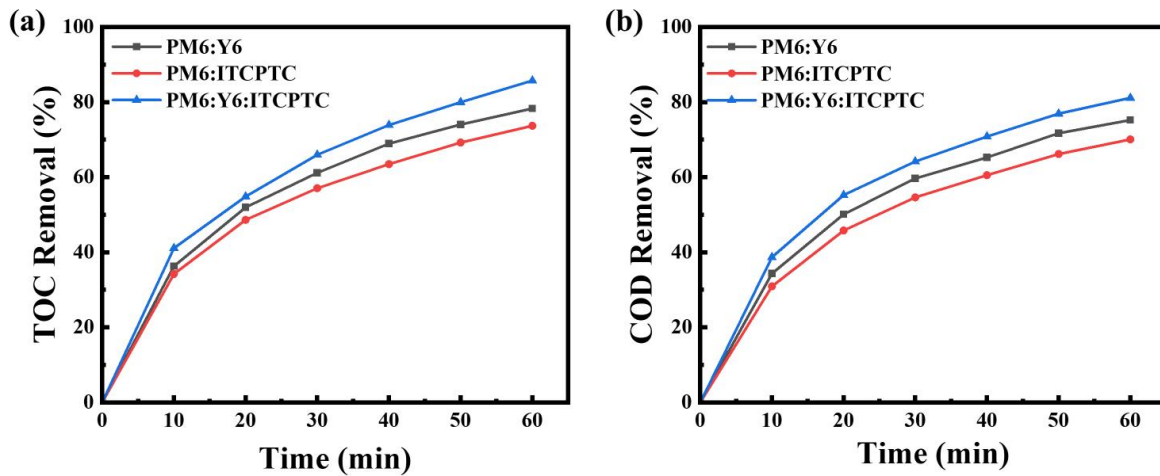 (a)
100
80
60
40
20
0
TOC Removal (%)
PM6:Y6
PM6:ITCPTC
PM6:Y6:ITCPTC
0 10 20 30 40 50 60
Time (min)
(b)
100
80
60
40
20
0
COD Removal (%)
PM6:Y6
PM6:ITCPTC
PM6:Y6:ITCPTC
0 10 20 30 40 50 60
Time (min)